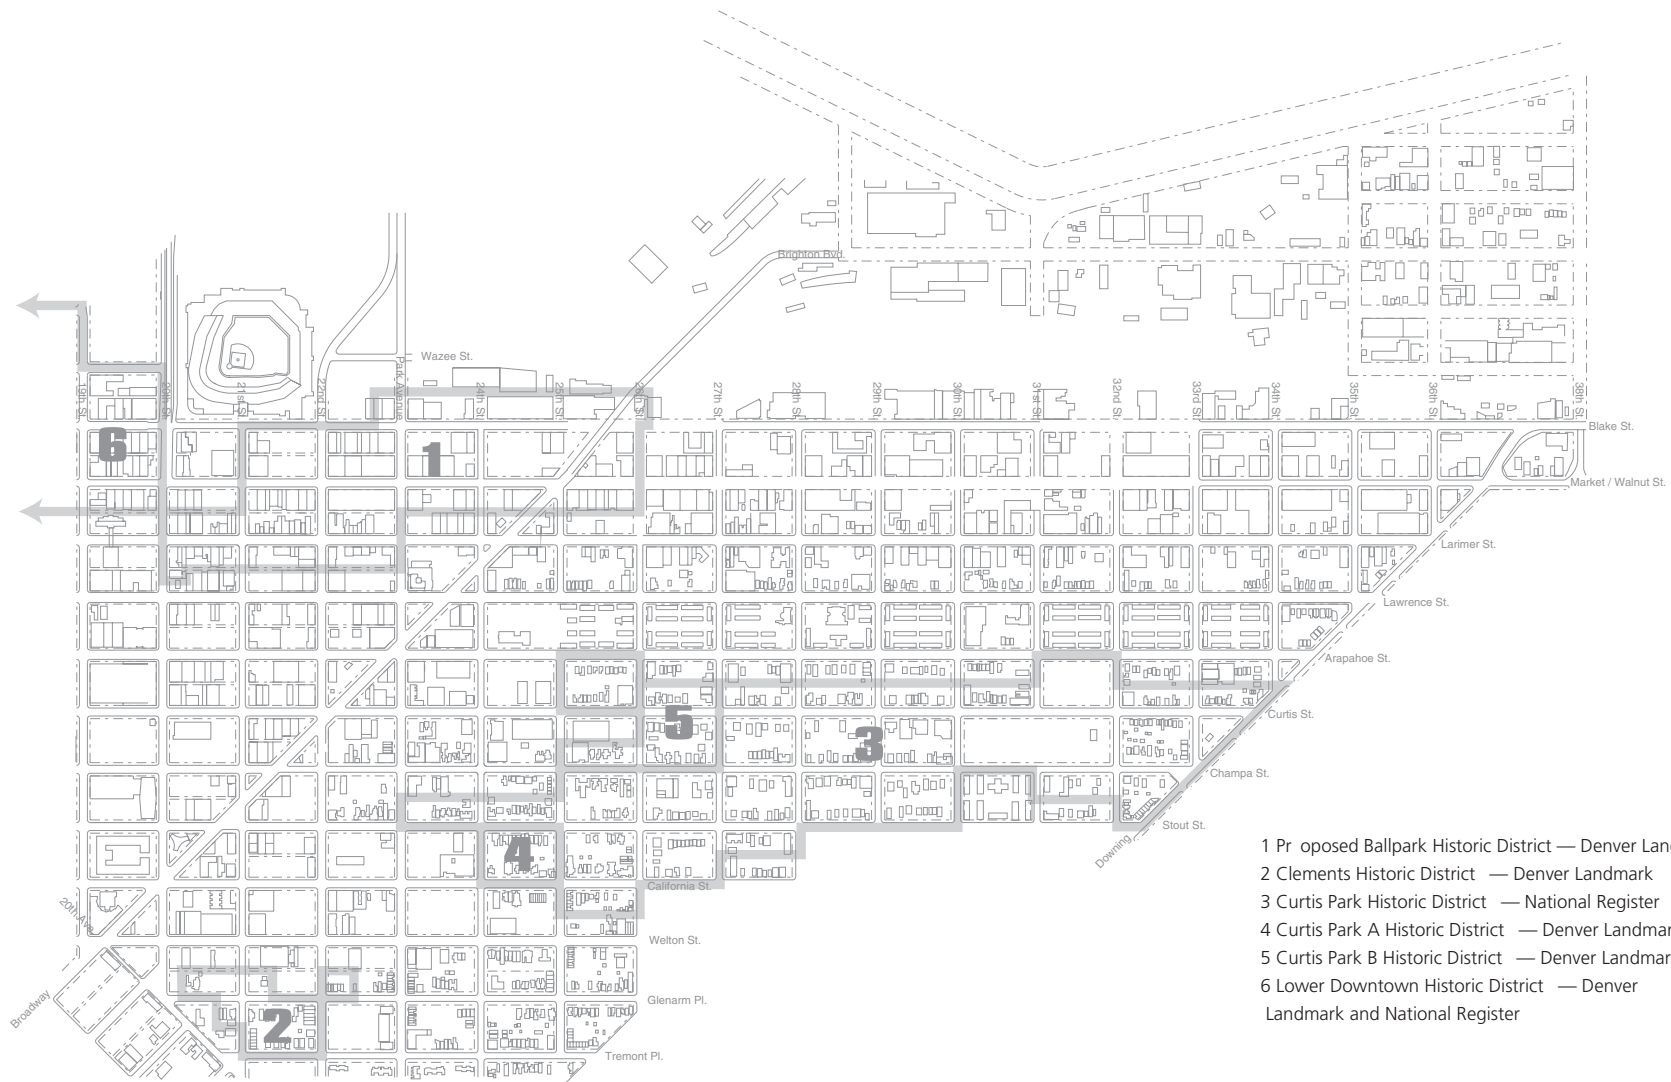 Brighton Bvd.
Wazee St.
Park Avenue
19th St
20th St
21st St
22nd St
24th St
25th St
26th St
27th St
28th St
29th St
30th St
31st St
32nd St
33rd St
34th St
35th St
36th St
38th St
Blake St.
6
1
Market / Walnut St.
Larimer St.
Lawrence St.
Arapahoe St.
Curtis St.
5
3
Champa St.
Stout St.
Downing
4
California St.
20th Ave.
Welton St.
Broadway
Glenarm Pl.
2
Tremont Pl.
1 Pr oposed Ballpark Historic District — Denver Lan
2 Clements Historic District — Denver Landmark
3 Curtis Park Historic District — National Register
4 Curtis Park A Historic District — Denver Landmar
5 Curtis Park B Historic District — Denver Landmar
6 Lower Downtown Historic District — Denver
Landmark and National Register